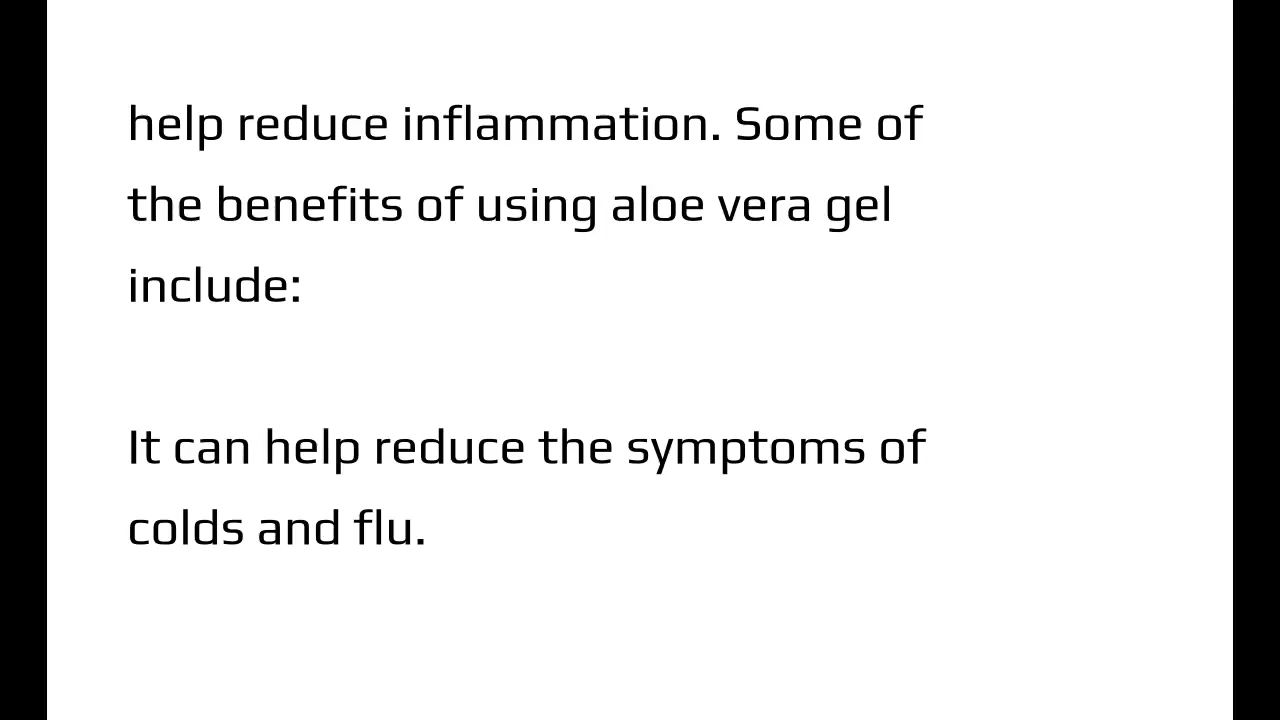 help reduce inflammation. Some of
the benefits of using aloe vera gel
include:
It can help reduce the symptoms of
colds and flu.